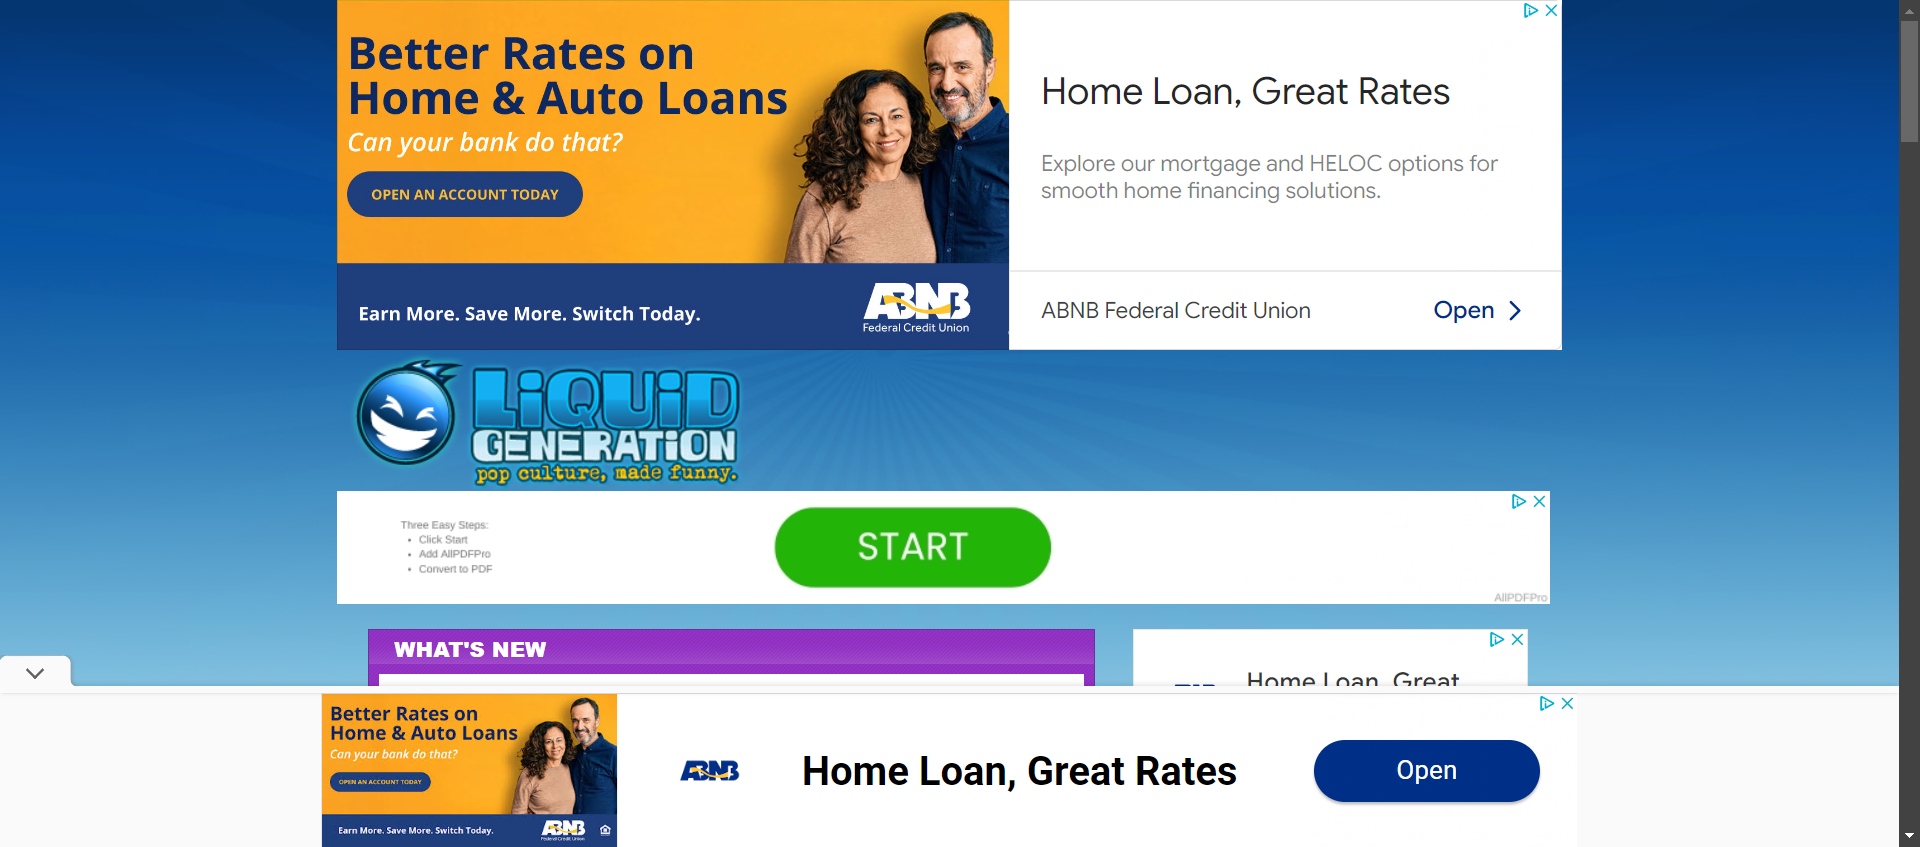 Better Rates on
Home & Auto Loans
Can your bank do that?
OPEN AN ACCOUNT TODAY
Earn More. Save More. Switch Today.
ABNB
Federal Credit Union
Home Loan, Great Rates
Explore our mortgage and HELOC options for
smooth home financing solutions.
ABNB Federal Credit Union
Open
LiQUiD
GENERATiON
pop culture, made funny.
Three Easy Steps:
• Click Start
• Add AllPDFPro
• Convert to PDF
START
AllPDFPro
WHAT'S NEW
Home Loan, Great
Better Rates on
Home & Auto Loans
Can your bank do that?
OPEN AN ACCOUNT TODAY
Earn More. Save More. Switch Today.
ABNB
Federal Credit Union
ABNB
Home Loan, Great Rates
Open